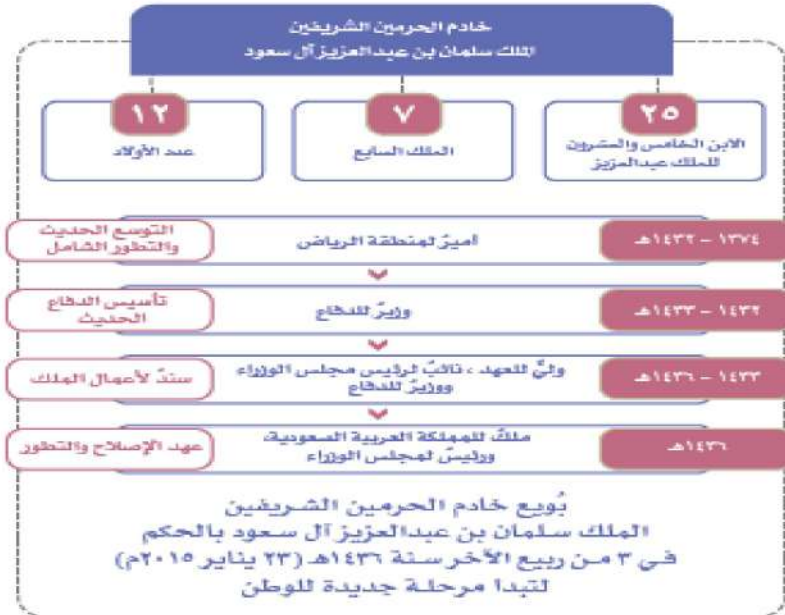 خادم الحرمين الشريفين
الملك سلمان بن عبدالعزيز آل سعود
٢٥
الابن الخامس والعشرون
للملك عبدالعزيز
٧
الملك السابع
١٢
عدد الأولاد
١٣٧٤ – ١٤٣٢هـ
أميرٌ لمنطقة الرياض
التوسع الحديث
والتطور الشامل
١٤٣٢ – ١٤٣٣هـ
وزيرٌ للدفاع
تأسيس الدفاع
الحديث
١٤٣٣ – ١٤٣٦هـ
وليٌّ للعهد ، نائبٌ لرئيس مجلس الوزراء
ووزيرٌ للدفاع
سندٌ لأعمال الملك
١٤٣٦هـ
ملكٌ للمملكة العربية السعودية،
ورئيسٌ لمجلس الوزراء
عهد الإصلاح والتطور
بُويع خادم الحرمين الشريفين
الملك سلمان بن عبدالعزيز آل سعود بالحكم
في ٣ من ربيع الآخر سنة ١٤٣٦هـ (٢٣ يناير ٢٠١٥م)
لتبدأ مرحلة جديدة للوطن